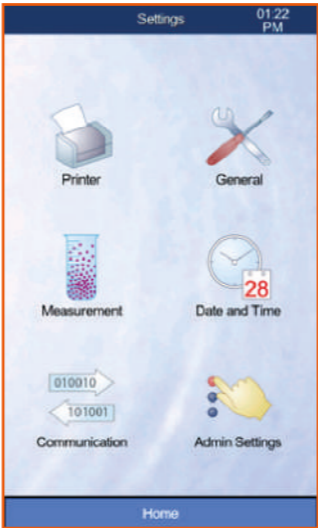 Settings
01:22
PM
Printer
General
28
Measurement
Date and Time
010010
101001
Communication
Admin Settings
Home